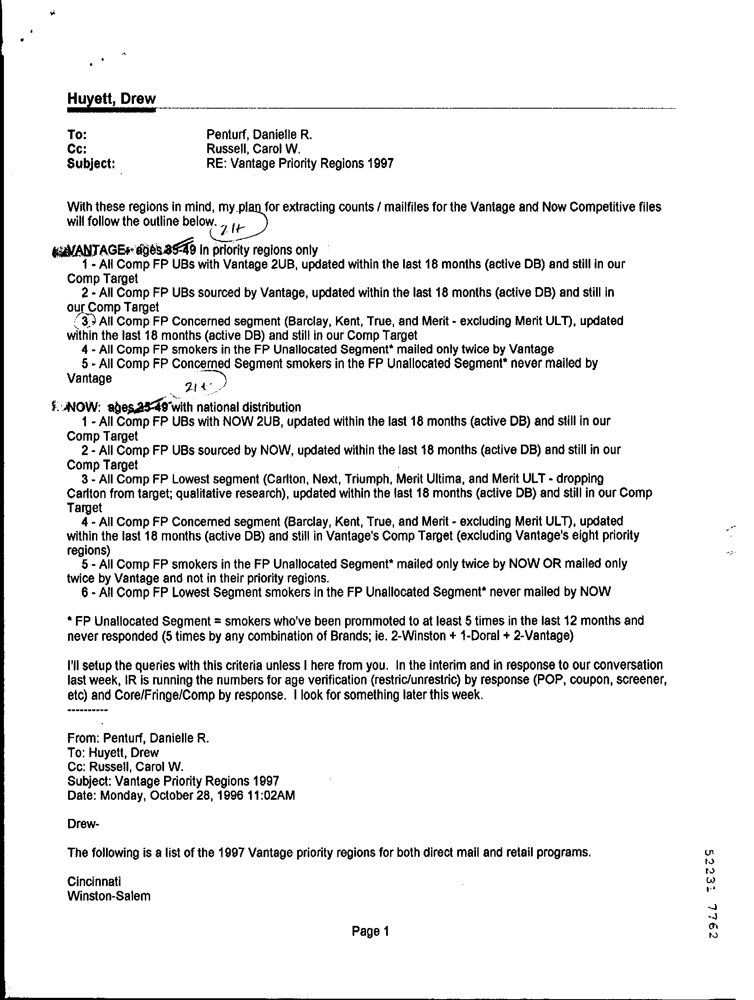 Huyett, Drew
To: Penturf, Danielle R.
Cc: Russell, Carol W.
Subject: RE: Vantage Priority Regions 1997
With these regions in mind, my plan for extracting counts / mailfiles for the Vantage and Now Competitive files
will follow the outline below.
21+
VANTAGE: ages 35-49 in priority regions only
1 - All Comp FP UBs with Vantage 2UB, updated within the last 18 months (active DB) and still in our
Comp Target
2 - All Comp FP UBs sourced by Vantage, updated within the last 18 months (active DB) and still in
our Comp Target
3 - All Comp FP Concerned segment (Barclay, Kent, True, and Merit - excluding Merit ULT), updated
within the last 18 months (active DB) and still in our Comp Target
4 - All Comp FP smokers in the FP Unallocated Segment* mailed only twice by Vantage
5 - All Comp FP Concerned Segment smokers in the FP Unallocated Segment* never mailed by
Vantage
21+
NOW: ages 35-49 with national distribution
1 - All Comp FP UBs with NOW 2UB, updated within the last 18 months (active DB) and still in our
Comp Target
2 - All Comp FP UBs sourced by NOW, updated within the last 18 months (active DB) and still in our
Comp Target
3 - All Comp FP Lowest segment (Carlton, Next, Triumph, Merit Ultima, and Merit ULT - dropping
Carlton from target; qualitative research), updated within the last 18 months (active DB) and still in our Comp
Target
4 - All Comp FP Concerned segment (Barclay, Kent, True, and Merit - excluding Merit ULT), updated
within the last 18 months (active DB) and still in Vantage's Comp Target (excluding Vantage's eight priority
regions)
5 - All Comp FP smokers in the FP Unallocated Segment* mailed only twice by NOW OR mailed only
twice by Vantage and not in their priority regions.
6 - All Comp FP Lowest Segment smokers in the FP Unallocated Segment* never mailed by NOW
* FP Unallocated Segment = smokers who've been prommoted to at least 5 times in the last 12 months and
never responded (5 times by any combination of Brands; ie. 2-Winston + 1-Doral + 2-Vantage)
I'll setup the queries with this criteria unless I here from you. In the interim and in response to our conversation
last week, IR is running the numbers for age verification (restric/unrestric) by response (POP, coupon, screener,
etc) and Core/Fringe/Comp by response. I look for something later this week.
----------
From: Penturf, Danielle R.
To: Huyett, Drew
Cc: Russell, Carol W.
Subject: Vantage Priority Regions 1997
Date: Monday, October 28, 1996 11:02AM
Drew-
The following is a list of the 1997 Vantage priority regions for both direct mail and retail programs.
Cincinnati
Winston-Salem
Page 1
52231 7762